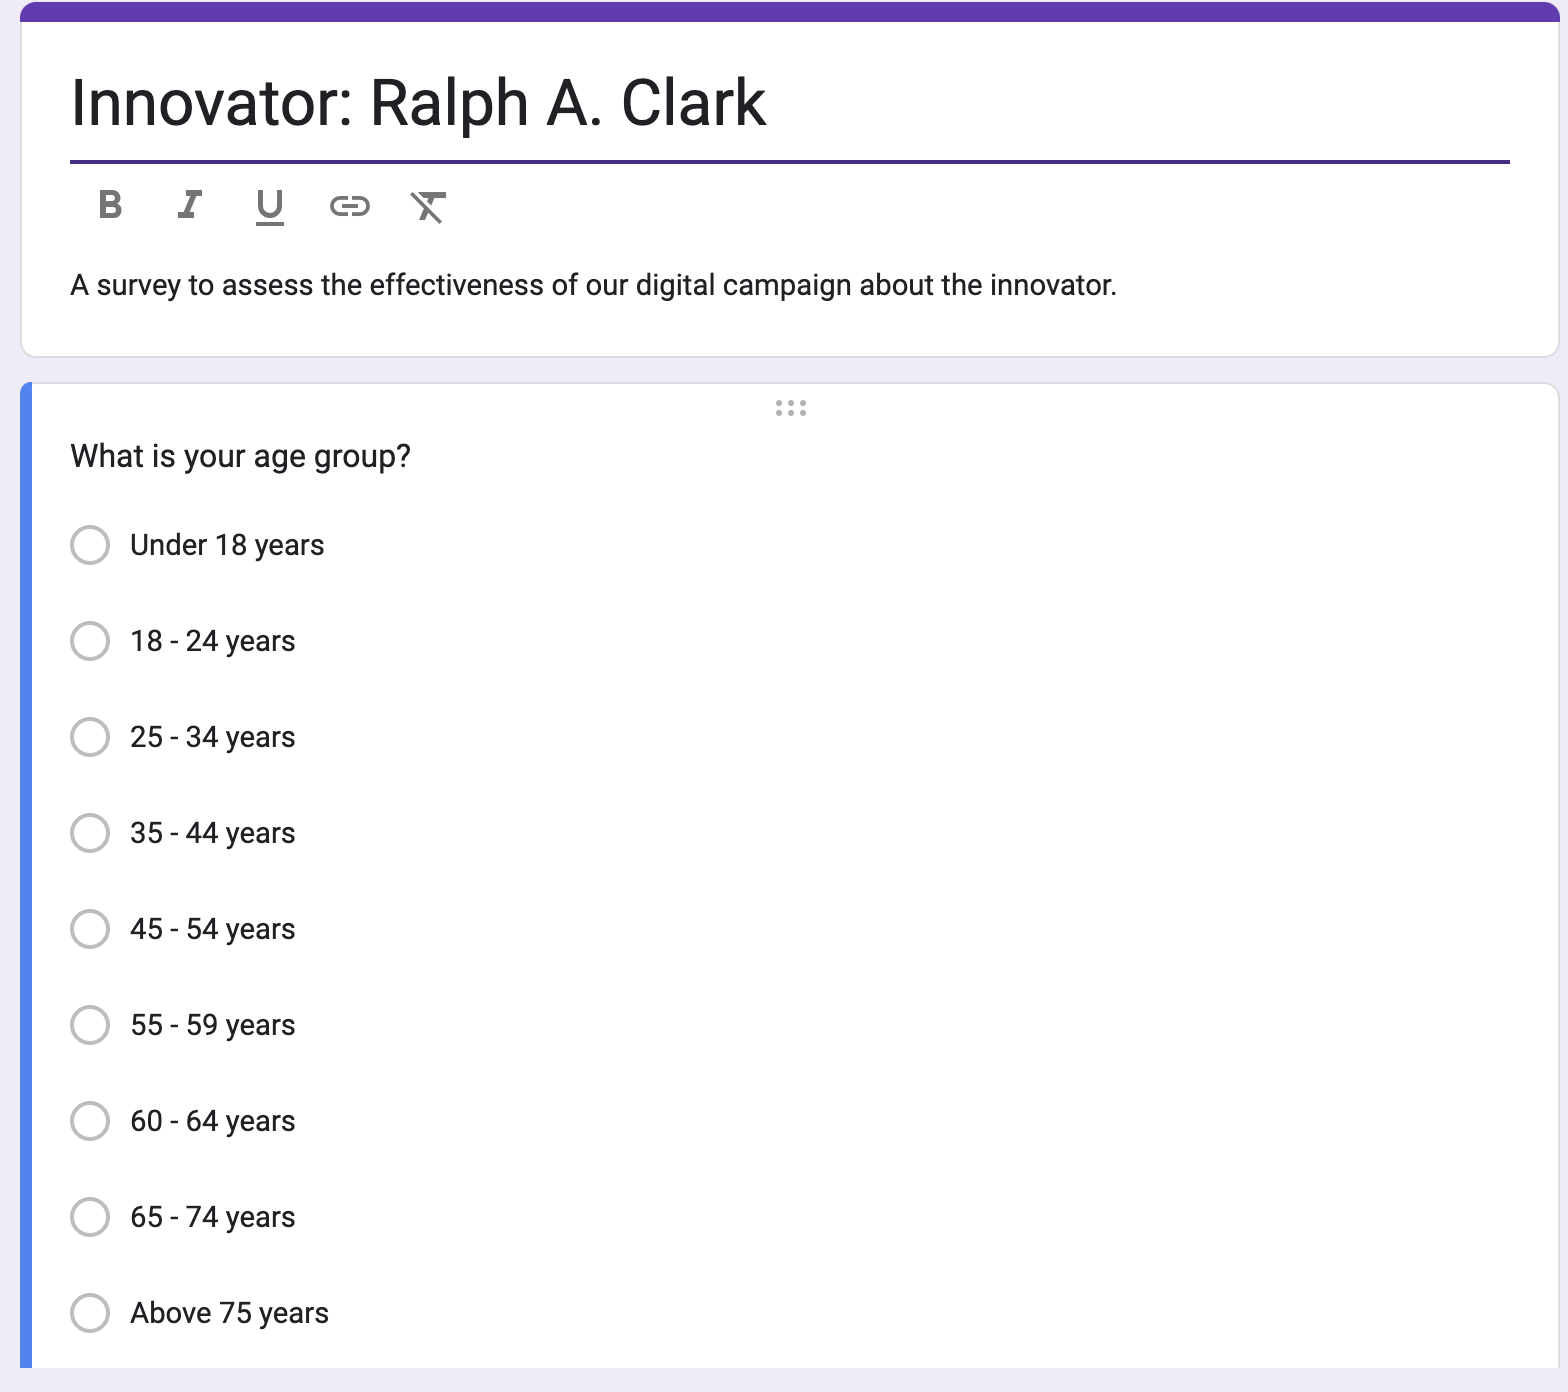 Innovator: Ralph A. Clark
B I U
A survey to assess the effectiveness of our digital campaign about the innovator.
What is your age group?
Under 18 years
18 - 24 years
25 - 34 years
35 - 44 years
45 - 54 years
55 - 59 years
60 - 64 years
65 - 74 years
Above 75 years